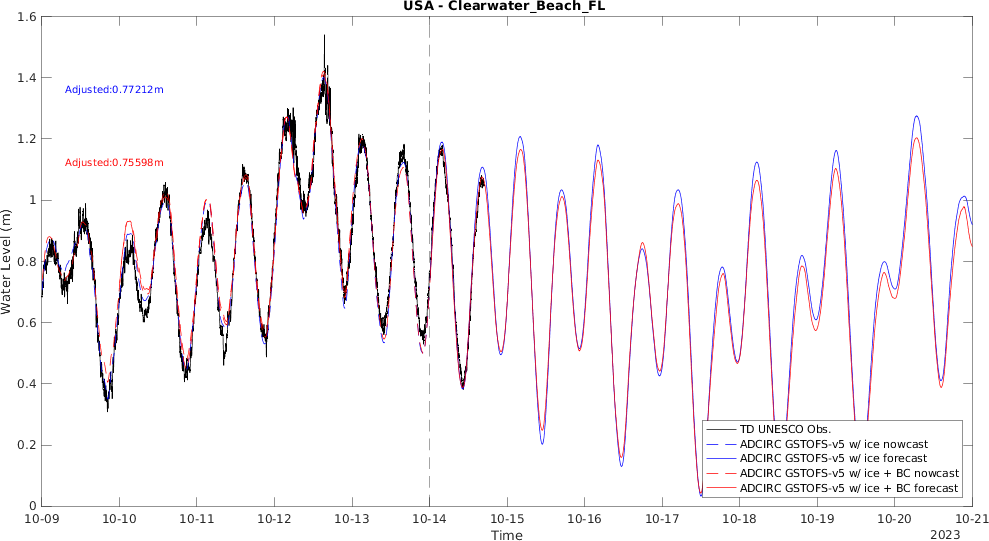 USA - Clearwater_Beach_FL
Water Level (m)
1.6
1.4
1.2
1
0.8
0.6
0.4
0.2
0
Adjusted:0.77212m
Adjusted:0.75598m
TD UNESCO Obs.
ADCIRC GSTOFS-v5 w/ ice nowcast
ADCIRC GSTOFS-v5 w/ ice forecast
ADCIRC GSTOFS-v5 w/ ice + BC nowcast
ADCIRC GSTOFS-v5 w/ ice + BC forecast
10-09 10-10 10-11 10-12 10-13 10-14 10-15 10-16 10-17 10-18 10-19 10-20 10-21
Time
2023